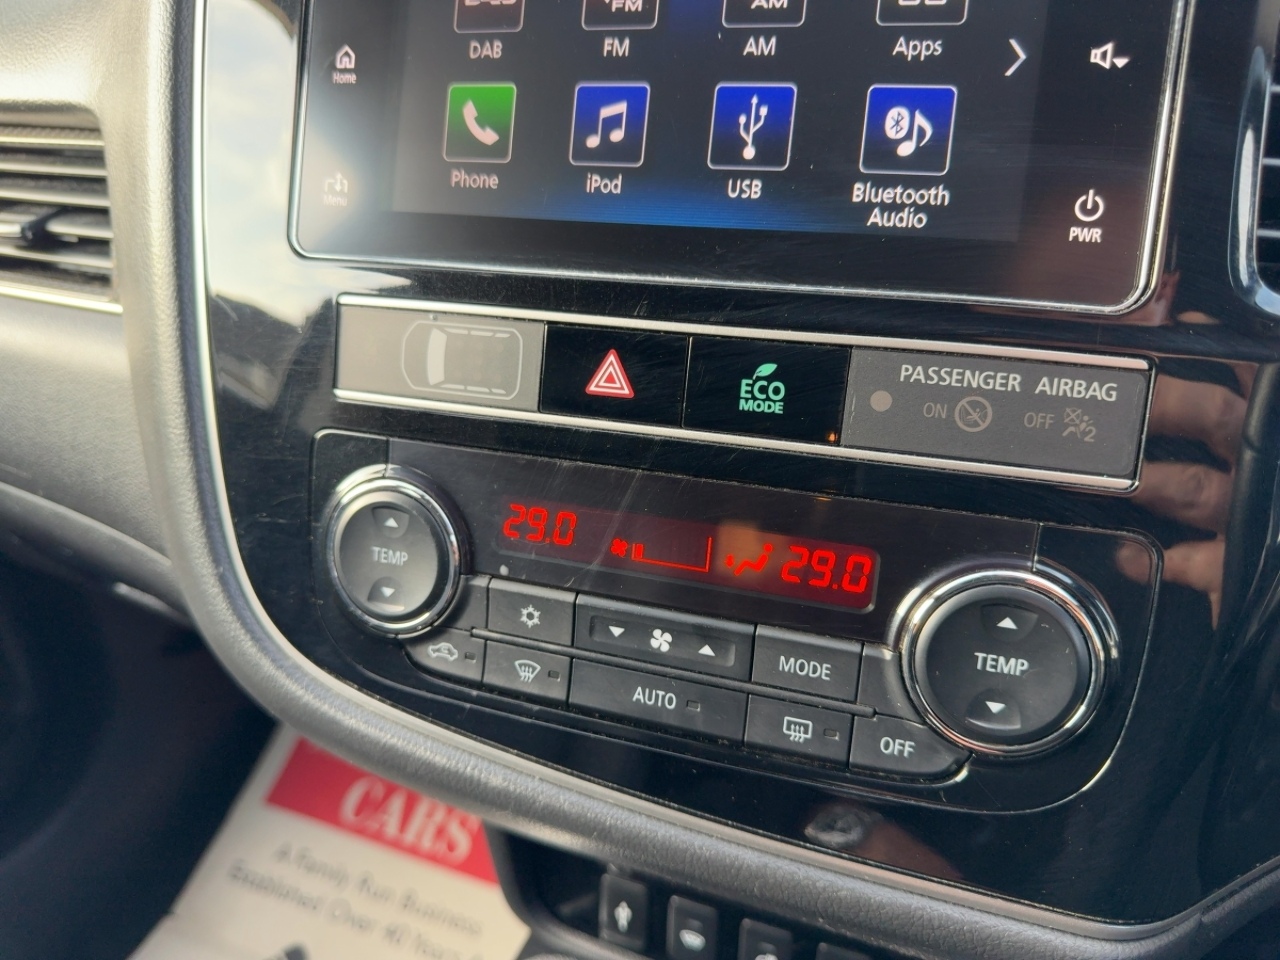 DAB
FM
AM
Apps
Home
Phone
iPod
USB
Bluetooth
Audio
Menu
PWR
ECO
MODE
PASSENGER AIRBAG
ON
OFF
2
29.0
29.0
TEMP
MODE
TEMP
AUTO
OFF
CARS
A Family Run Business
Established Over 40 Years